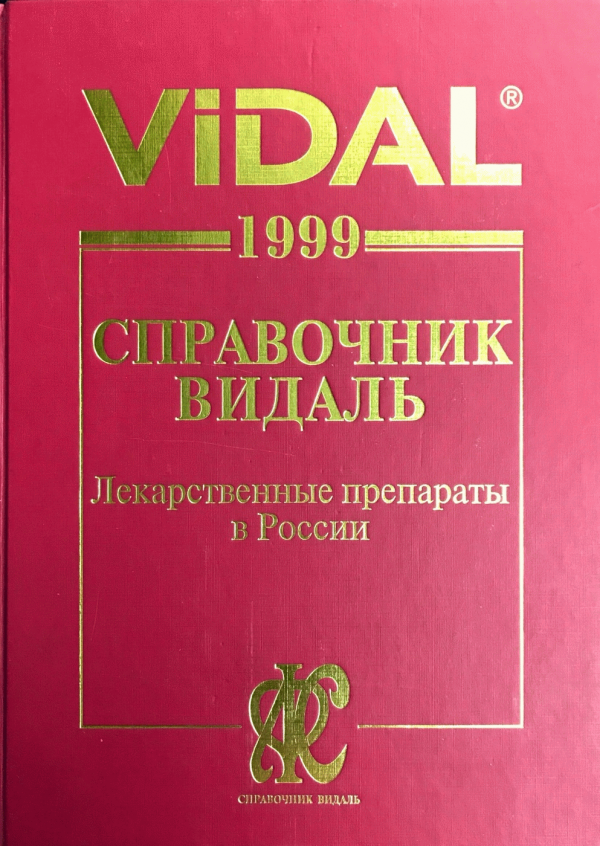 ViDAL®
1999
СПРАВОЧНИК
ВИДАЛЬ
Лекарственные препараты
в России
СПРАВОЧНИК ВИДАЛЬ